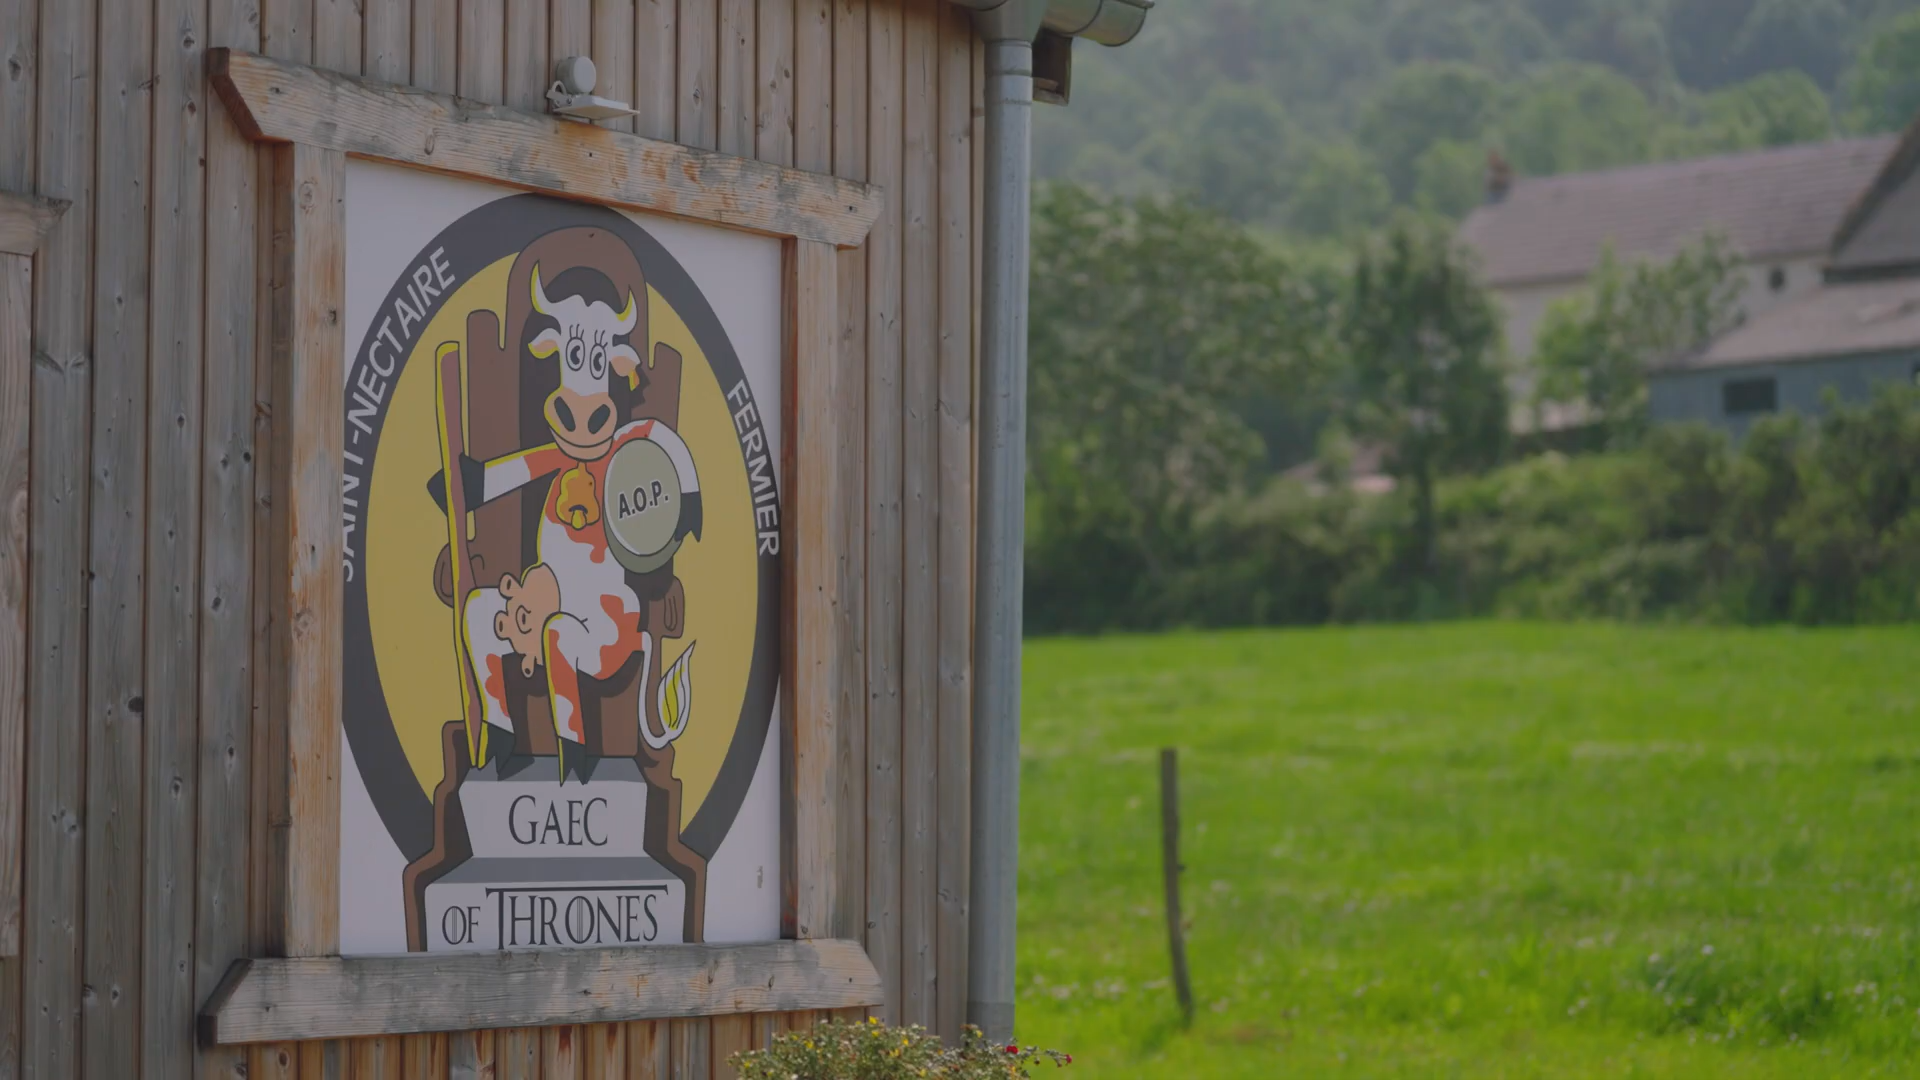 SAINT-NECTAIRE
FERMIER
A.O.P.
GAEC
OF THRONES